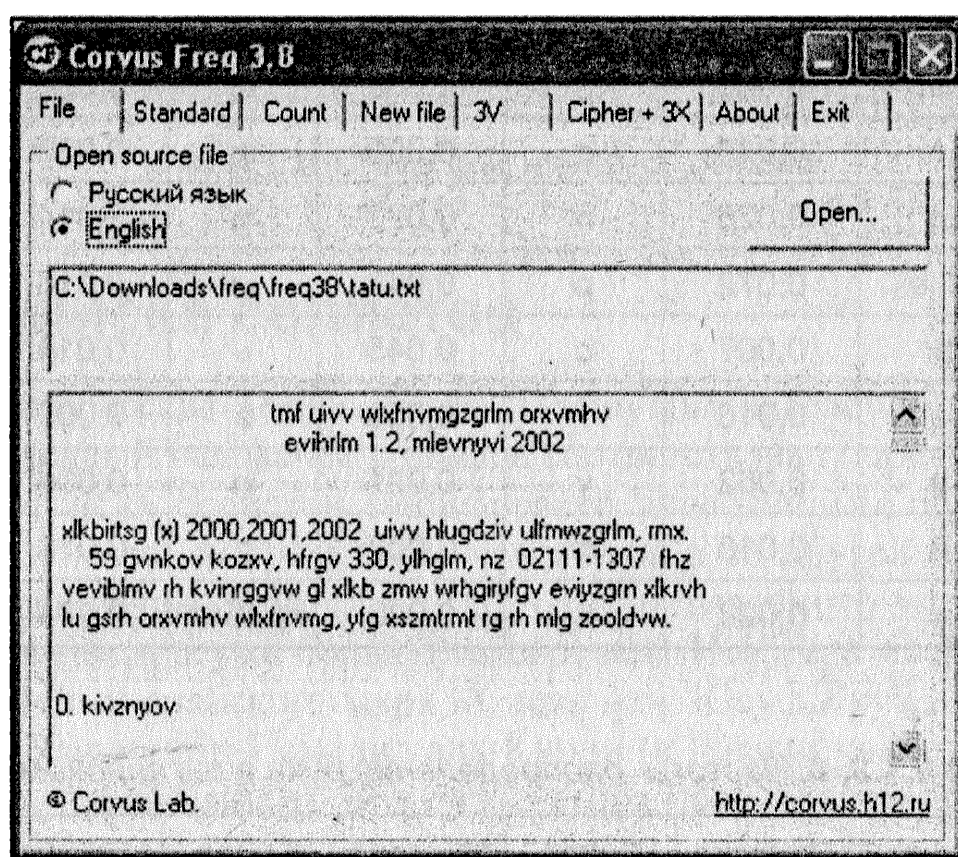 Corvus Freq 3.8
File Standard Count New file 3V Cipher + 3X About Exit
Open source file
Русский язык
English
Open...
C:\Downloads\freq\freq38\tatu.txt
tmf uivv wlxfnvmgzgrlm orxvmhv
evihrlm 1.2, mlevnyvi 2002
xlkbirtsg (x) 2000,2001,2002 uivv hlugdziv ulfmwzgrlm, rmx.
59 gvnkov kozxv, hfrgv 330, ylhglm, nz 02111-1307 fhz
veviblmv rh kvinrggvw gl xlkb zmw wrhgiryfgv eviyzgrn xlkrvh
lu gsrh orxvmhv wlxfnvmg, yfg xszmtrmt rg rh mlg zooldvw.
0. kivznyov
© Corvus Lab.
http://corvus.h12.ru